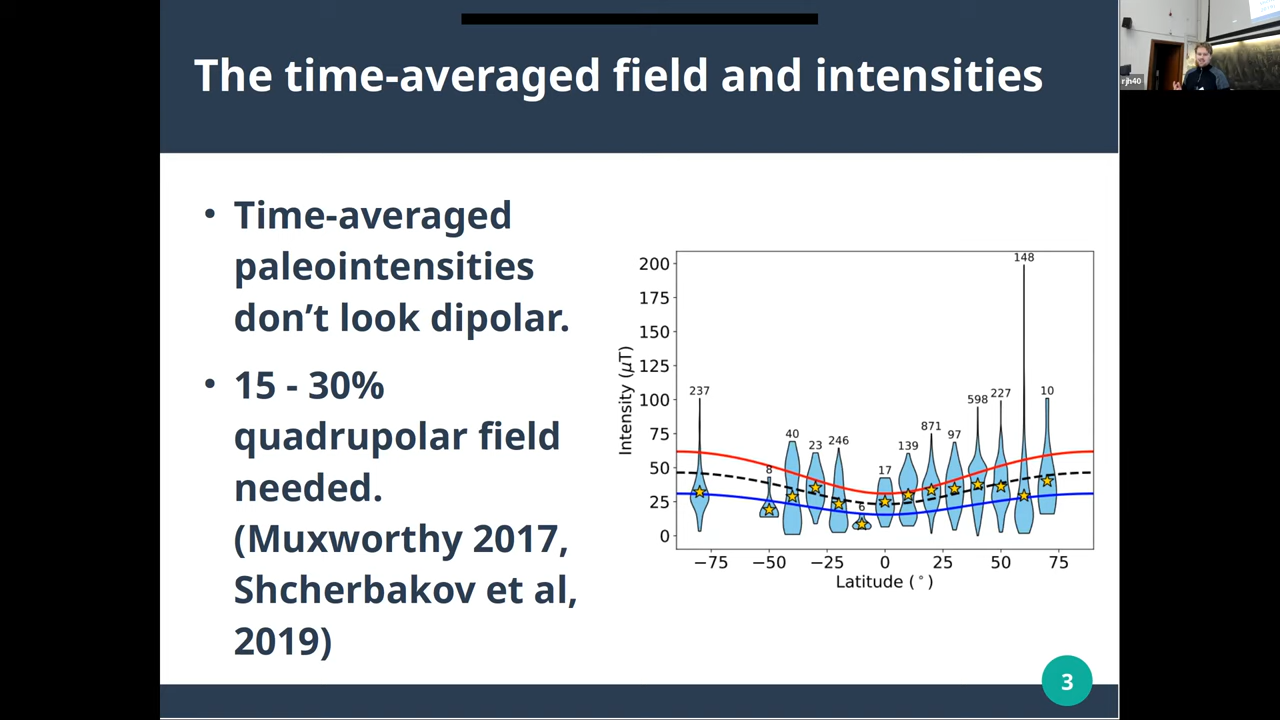 The time-averaged field and intensities
rjh40
• Time-averaged
paleointensities
don’t look dipolar.
• 15 - 30%
quadrupolar field
needed.
(Muxworthy 2017,
Shcherbakov et al,
2019)
Intensity (μT)
200
175
150
125
100
75
50
25
0
237
8
40
23
246
6
17
139
871
97
598
227
148
10
−75
−50
−25
0
25
50
75
Latitude (°)
3